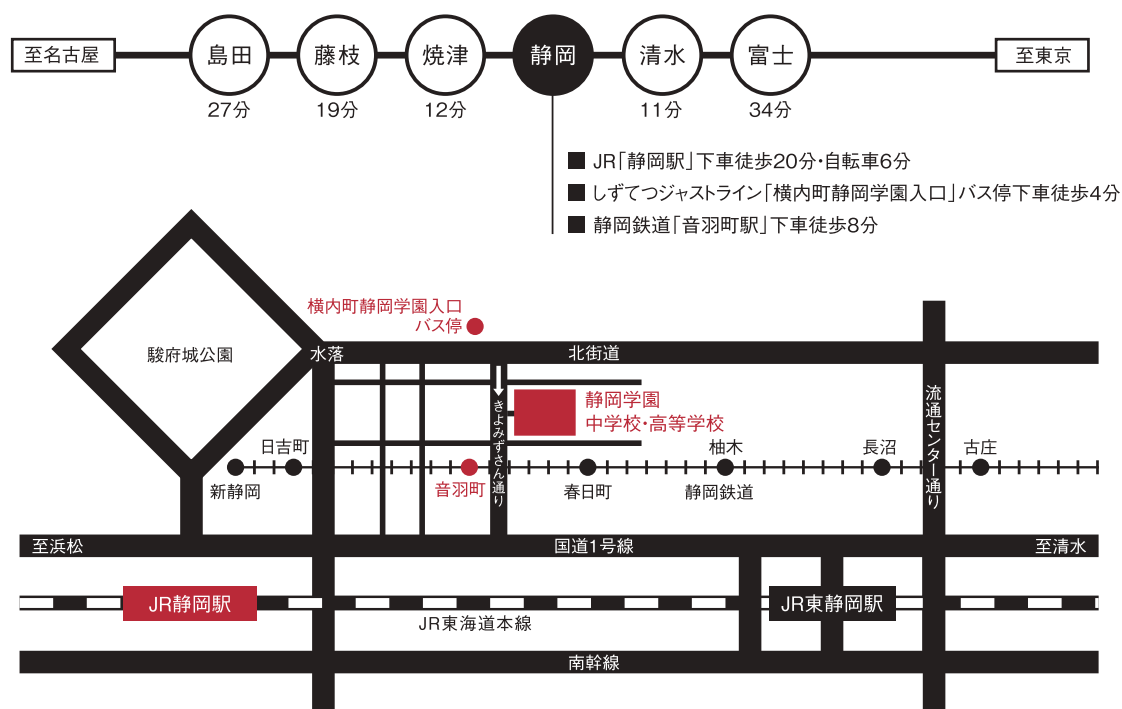 至名古屋
島田
藤枝
焼津
静岡
清水
富士
至東京
27分
19分
12分
11分
34分
■ JR「静岡駅」下車徒歩20分・自転車6分
■ しずてつジャストライン「横内町静岡学園入口」バス停下車徒歩4分
■ 静岡鉄道「音羽町駅」下車徒歩8分
横内町静岡学園入口
バス停
駿府城公園
水落
北街道
静岡学園
中学校・高等学校
きよみずさん通り
流通センター通り
日吉町
柚木
長沼
古庄
新静岡
音羽町
春日町
静岡鉄道
至浜松
国道1号線
至清水
JR静岡駅
JR東静岡駅
JR東海道本線
南幹線